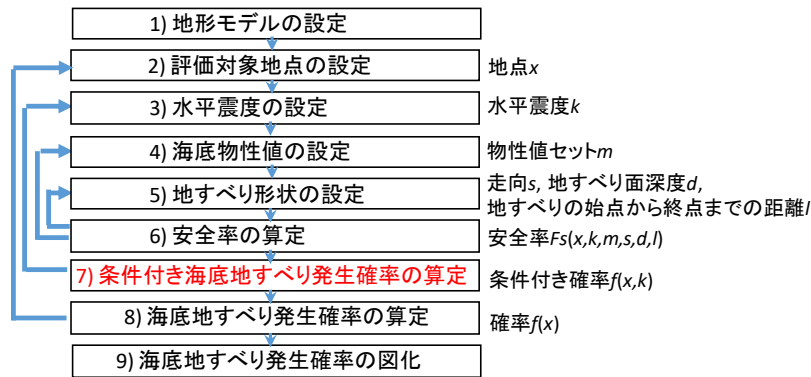 1) 地形モデルの設定
2) 評価対象地点の設定
地点x
3) 水平震度の設定
水平震度k
4) 海底物性値の設定
物性値セットm
5) 地すべり形状の設定
走向s, 地すべり面深度d,
地すべりの始点から終点までの距離l
6) 安全率の算定
安全率Fs(x,k,m,s,d,l)
7) 条件付き海底地すべり発生確率の算定
条件付き確率f(x,k)
8) 海底地すべり発生確率の算定
確率f(x)
9) 海底地すべり発生確率の図化